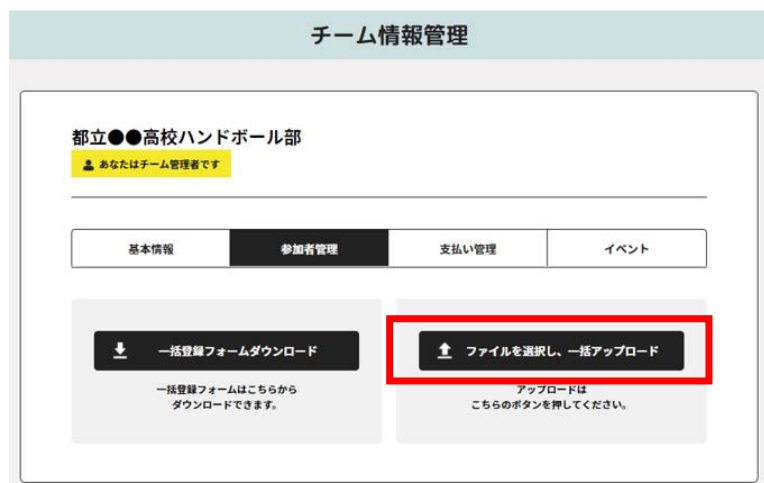 チーム情報管理
都立●●高校ハンドボール部
あなたはチーム管理者です
基本情報
参加者管理
支払い管理
イベント
一括登録フォームダウンロード
一括登録フォームはこちらから
ダウンロードできます。
ファイルを選択し、一括アップロード
アップロードは
こちらのボタンを押してください。